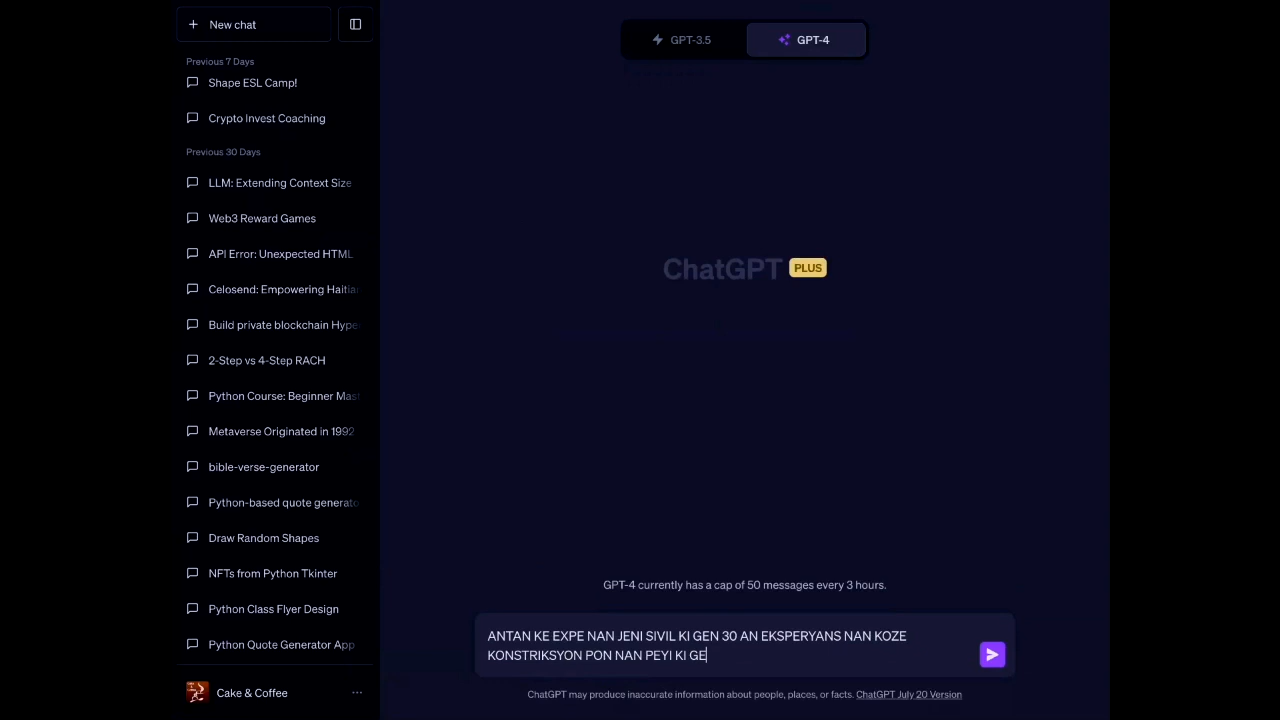 New chat
Previous 7 Days
Shape ESL Camp!
Crypto Invest Coaching
Previous 30 Days
LLM: Extending Context Size
Web3 Reward Games
API Error: Unexpected HTML
Celosend: Empowering Haitia
Build private blockchain Hype
2-Step vs 4-Step RACH
Python Course: Beginner Mas
Metaverse Originated in 1992
bible-verse-generator
Python-based quote generato
Draw Random Shapes
NFTs from Python Tkinter
Python Class Flyer Design
Python Quote Generator App
Cake & Coffee
GPT-3.5
GPT-4
ChatGPT PLUS
GPT-4 currently has a cap of 50 messages every 3 hours.
ANTAN KE EXPE NAN JENI SIVIL KI GEN 30 AN EKSPERYANS NAN KOZE
KONSTRIKSYON PON NAN PEYI KI GE
ChatGPT may produce inaccurate information about people, places, or facts. ChatGPT July 20 Version